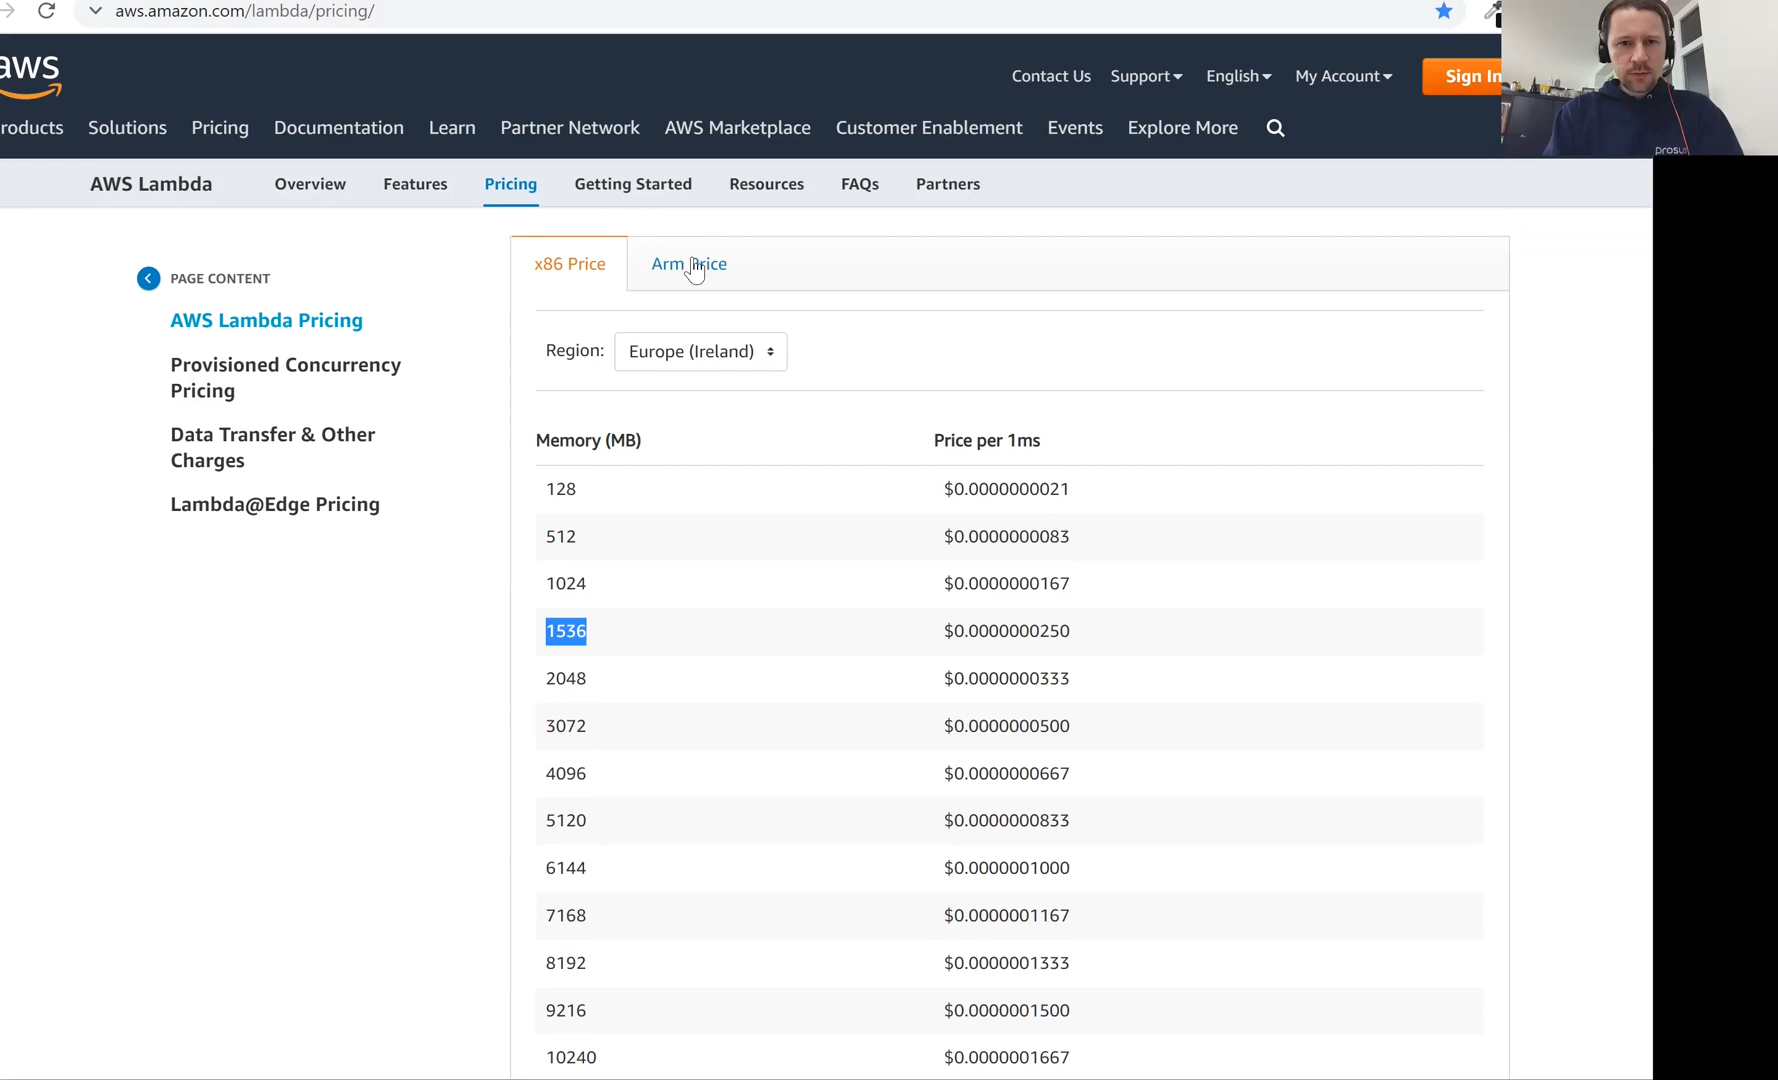 aws.amazon.com/lambda/pricing/
aws
Contact Us Support English My Account Sign In
roducts Solutions Pricing Documentation Learn Partner Network AWS Marketplace Customer Enablement Events Explore More
prosus
AWS Lambda Overview Features Pricing Getting Started Resources FAQs Partners
x86 Price Arm Price
PAGE CONTENT
AWS Lambda Pricing
Provisioned Concurrency
Pricing
Data Transfer & Other
Charges
Lambda@Edge Pricing
Region: Europe (Ireland)
Memory (MB) Price per 1ms
128 $0.0000000021
512 $0.0000000083
1024 $0.0000000167
1536 $0.0000000250
2048 $0.0000000333
3072 $0.0000000500
4096 $0.0000000667
5120 $0.0000000833
6144 $0.0000001000
7168 $0.0000001167
8192 $0.0000001333
9216 $0.0000001500
10240 $0.0000001667